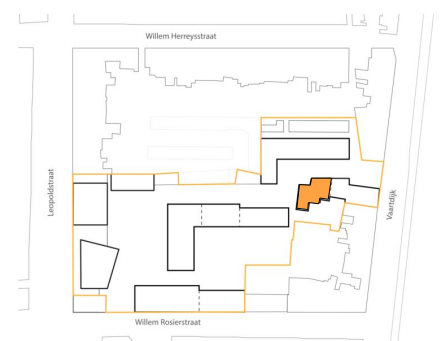 Willem Herreysstraat
Leopoldstraat
Vaartdijk
Willem Rosierstraat